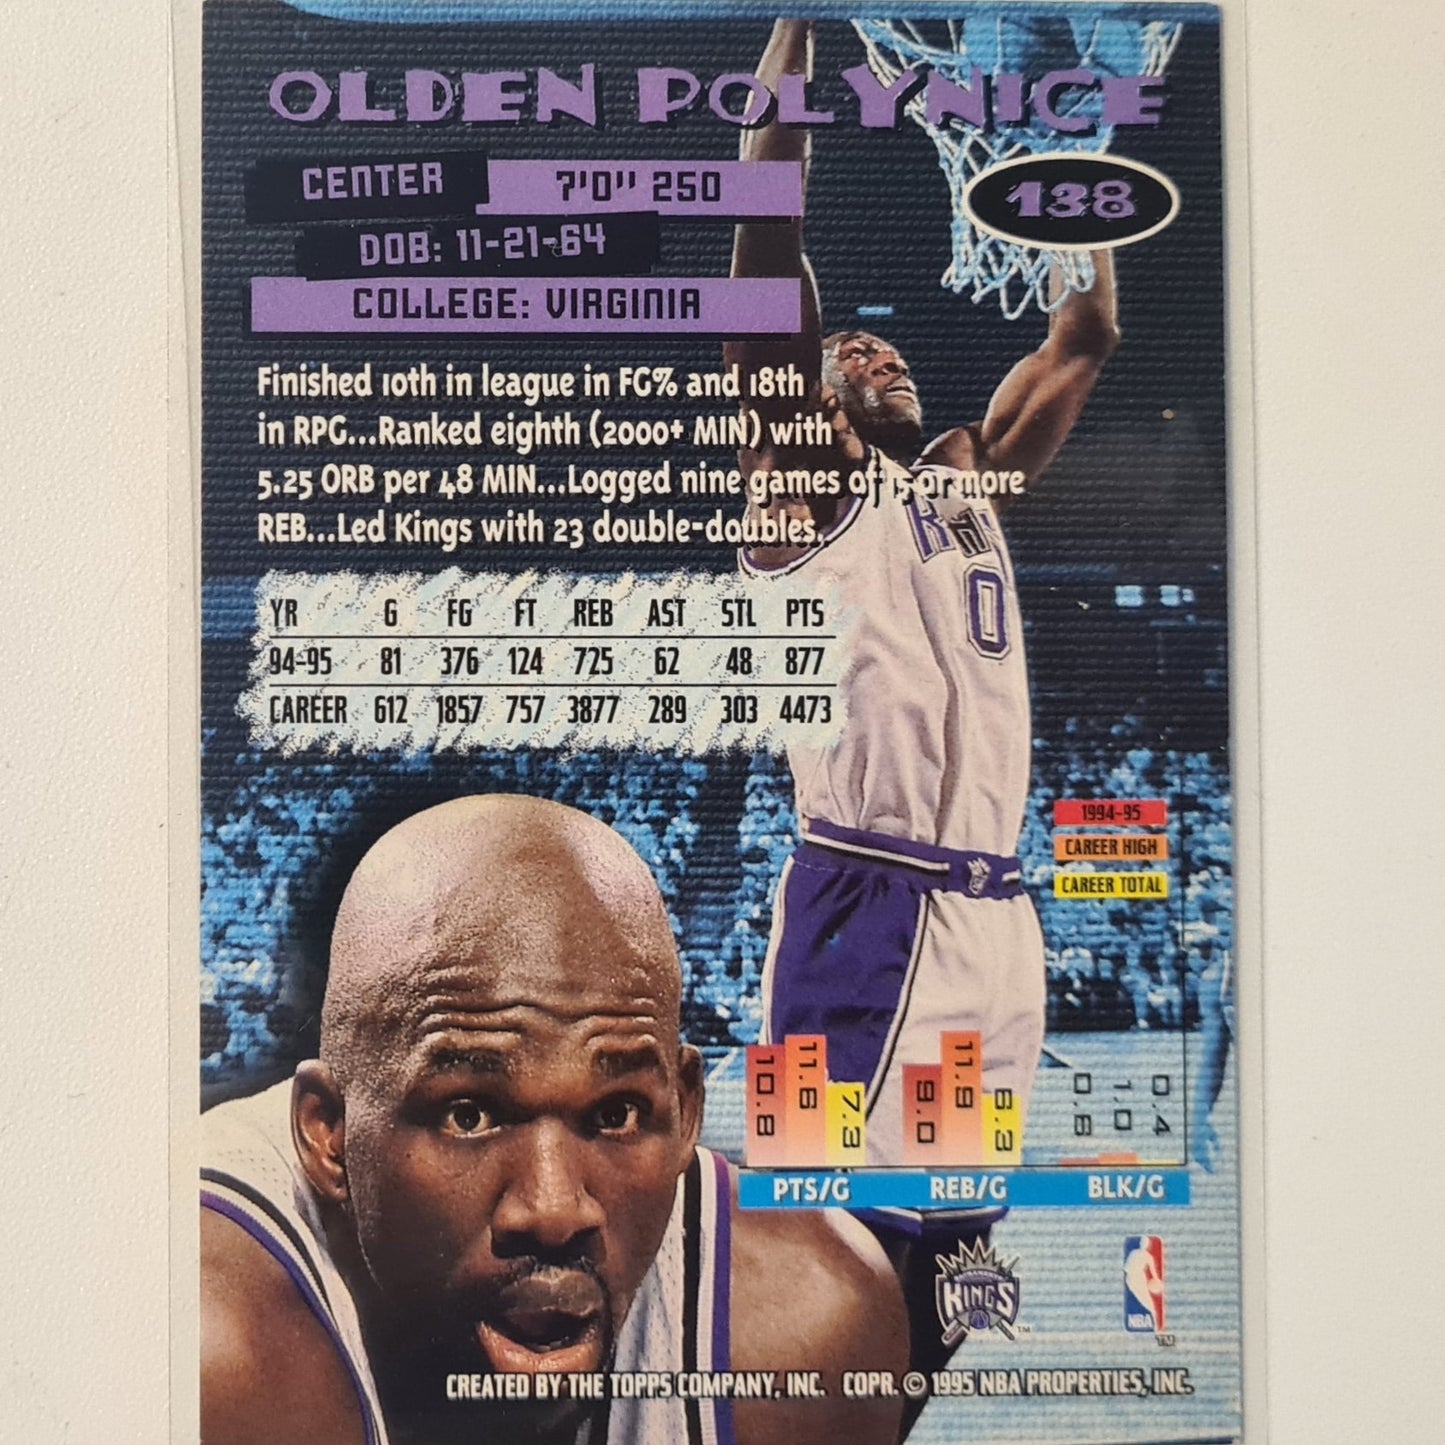 OLDEN POLYNICE
138
CENTER 7'0" 250
DOB: 11-21-64
COLLEGE: VIRGINIA
Finished 10th in league in FG% and 18th
in RPG...Ranked eighth (2000+ MIN) with
5.25 ORB per 48 MIN...Logged nine games of 15 or more
REB...Led Kings with 23 double-doubles.
YR G FG FT REB AST STL PTS
94-95 81 376 124 725 62 48 877
CAREER 612 1857 757 3877 289 303 4473
0
1994-95
CAREER HIGH
CAREER TOTAL
10.8 11.6 7.3 9.0 11.9 6.3 0.6 1.0 0.4
PTS/G REB/G BLK/G
KINGS TM
NBA TM
CREATED BY THE TOPPS COMPANY, INC. COPR. © 1995 NBA PROPERTIES, INC.